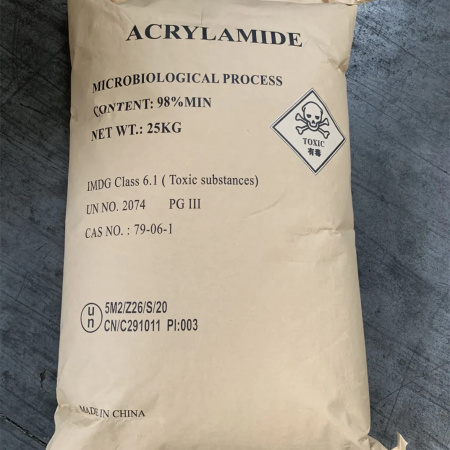 ACRYLAMIDE
MICROBIOLOGICAL PROCESS
CONTENT: 98%MIN
NET WT.: 25KG
TOXIC
有毒
IMDG Class 6.1 ( Toxic substances)
UN NO. 2074 PG III
CAS NO. : 79-06-1
un
5M2/Z26/S/20
CN/C291011 PI:003
MADE IN CHINA